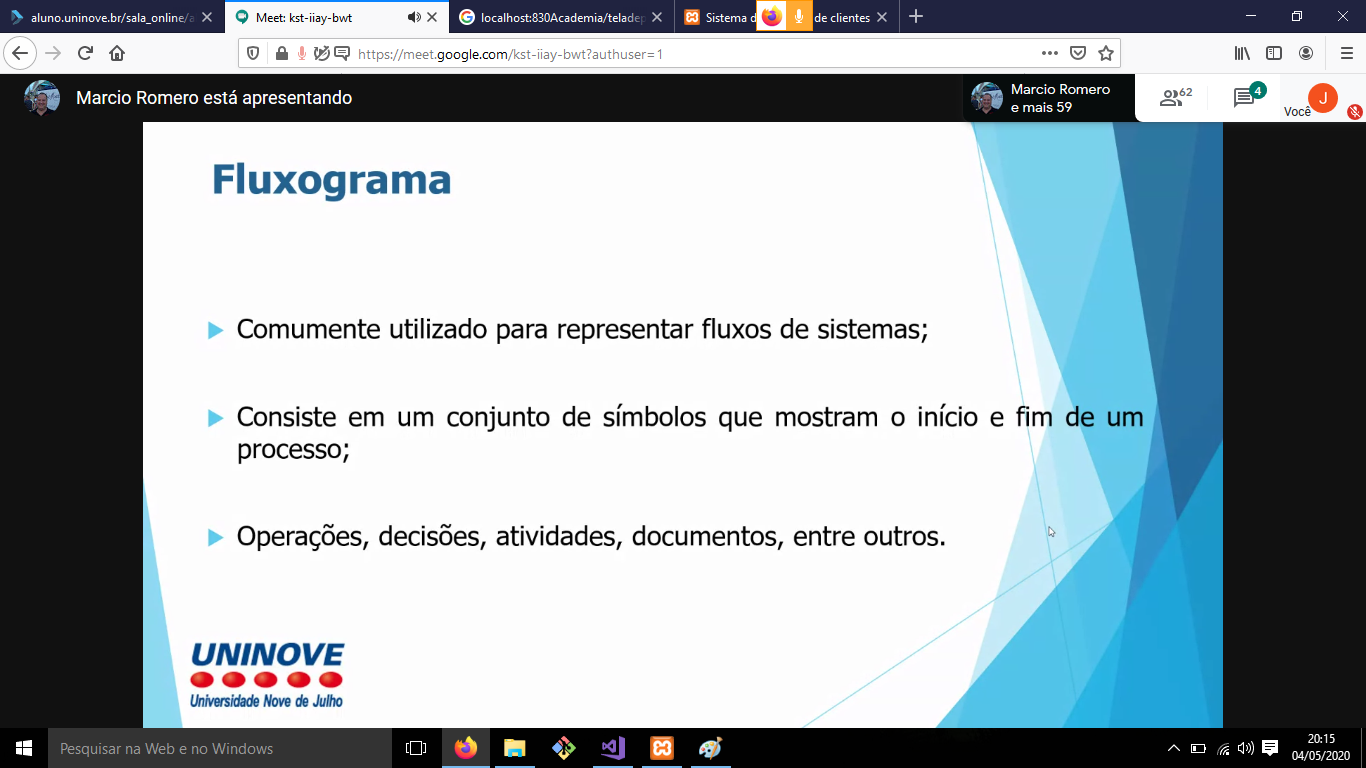 aluno.uninove.br/sala_online/a
Meet: kst-iiay-bwt
localhost:830Academia/teladep
Sistema d
de clientes
https://meet.google.com/kst-iiay-bwt?authuser=1
Marcio Romero está apresentando
Marcio Romero
e mais 59
62
4
Você
J
Fluxograma
Comumente utilizado para representar fluxos de sistemas;
Consiste em um conjunto de símbolos que mostram o início e fim de um
processo;
Operações, decisões, atividades, documentos, entre outros.
UNINOVE
Universidade Nove de Julho
Pesquisar na Web e no Windows
20:15
04/05/2020